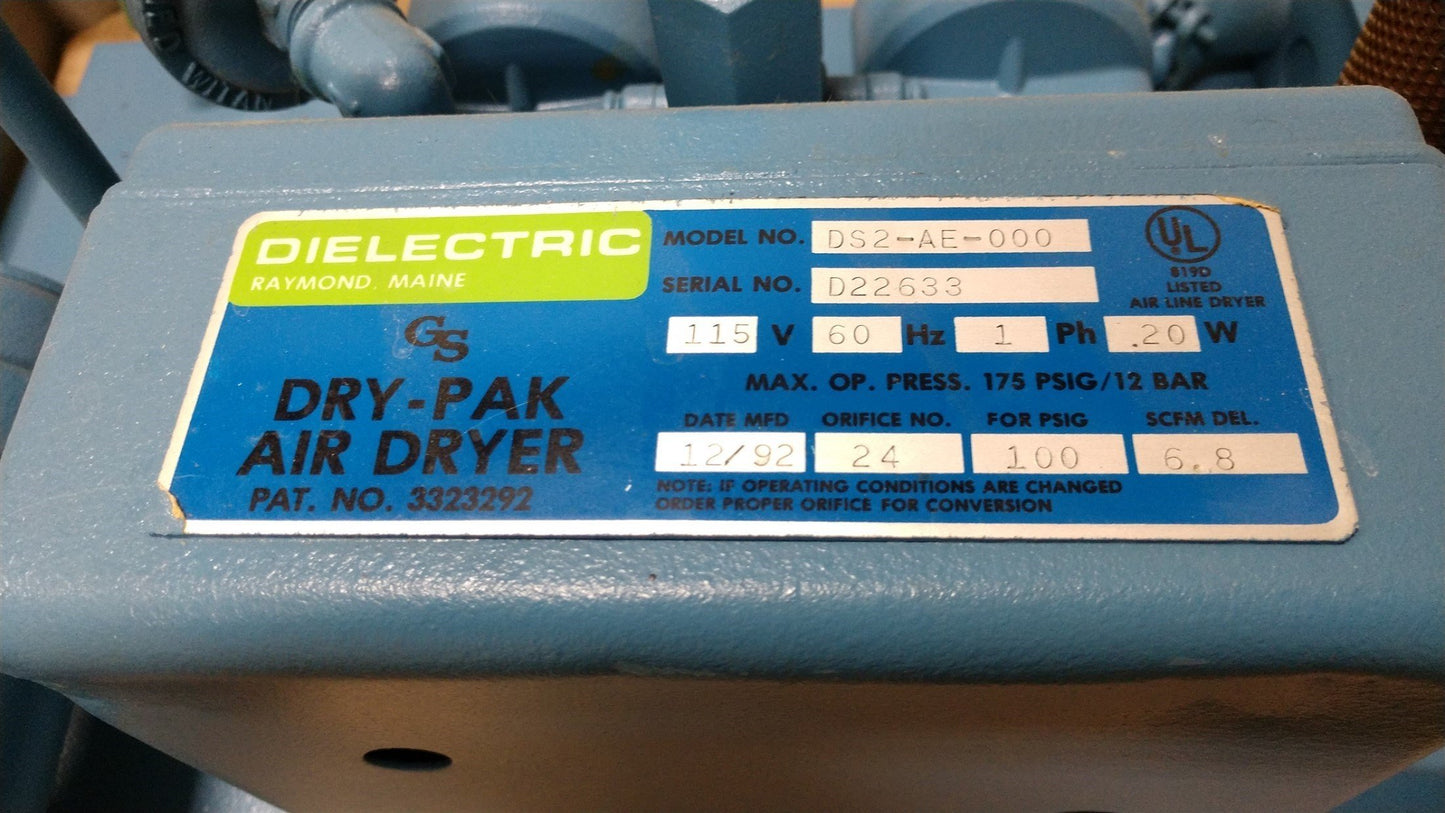 DIELECTRIC
RAYMOND, MAINE
GS
DRY-PAK
AIR DRYER
PAT. NO. 3323292
MODEL NO. DS2-AE-000
SERIAL NO. D22633
UL
819D
LISTED
AIR LINE DRYER
115 V 60 Hz 1 Ph .20 W
MAX. OP. PRESS. 175 PSIG/12 BAR
DATE MFD ORIFICE NO. FOR PSIG SCFM DEL.
12/92 24 100 6.8
NOTE: IF OPERATING CONDITIONS ARE CHANGED
ORDER PROPER ORIFICE FOR CONVERSION